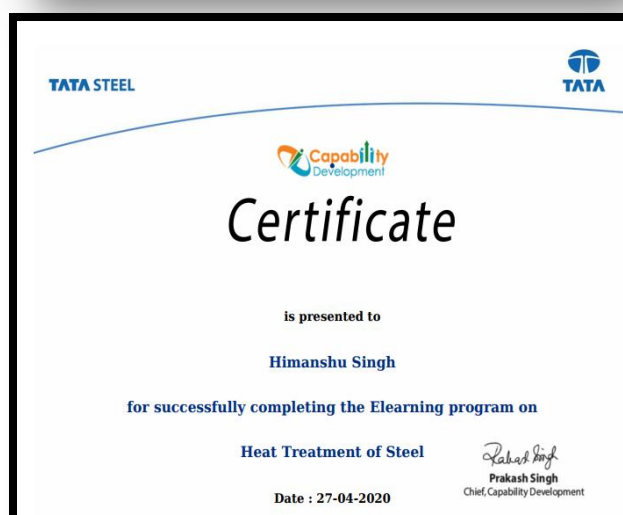 TATA STEEL
TATA
Capability
Development
Certificate
is presented to
Himanshu Singh
for successfully completing the Elearning program on
Heat Treatment of Steel
Prakash Singh
Chief, Capability Development
Date : 27-04-2020